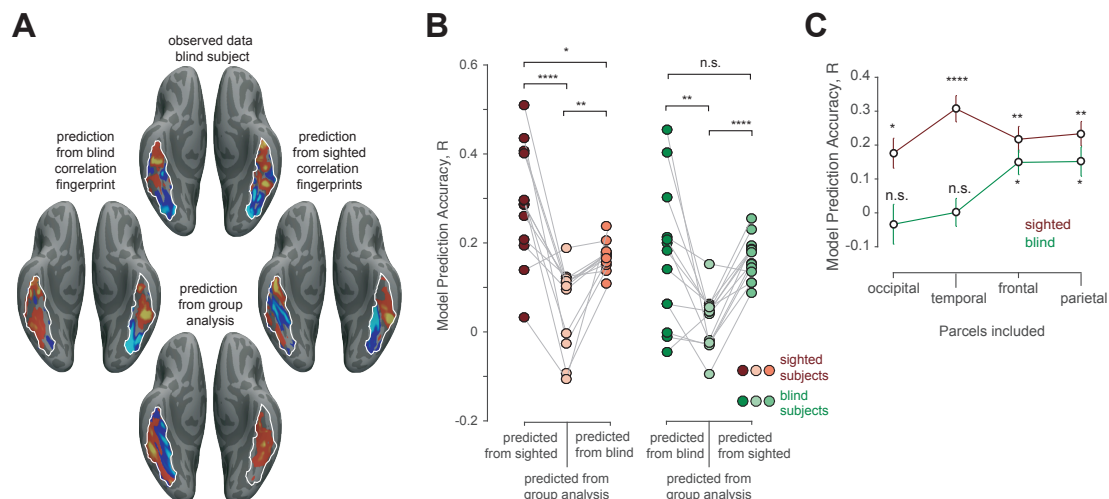 A
observed data
blind subject
prediction
from blind
correlation
fingerprint
prediction
from sighted
correlation
fingerprints
prediction
from group
analysis
B
Model Prediction Accuracy, R
0.6
0.4
0.2
0
-0.2
*
****
**
n.s.
**
****
sighted
subjects
blind
subjects
predicted
from sighted
predicted
from blind
predicted from
group analysis
predicted
from blind
predicted
from sighted
predicted from
group analysis
C
Model Prediction Accuracy, R
0.4
0.3
0.2
0.1
0
-0.1
*
****
**
**
n.s.
n.s.
*
*
sighted
blind
occipital
temporal
frontal
parietal
Parcels included